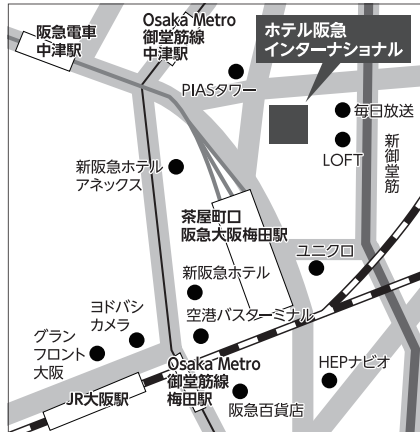 阪急電車
中津駅
Osaka Metro
御堂筋線
中津駅
ホテル阪急
インターナショナル
PIASタワー
毎日放送
LOFT
新御堂筋
新阪急ホテル
アネックス
茶屋町口
阪急大阪梅田駅
ユニクロ
新阪急ホテル
空港バスターミナル
ヨドバシ
カメラ
グラン
フロント
大阪
Osaka Metro
御堂筋線
梅田駅
HEPナビオ
JR大阪駅
阪急百貨店